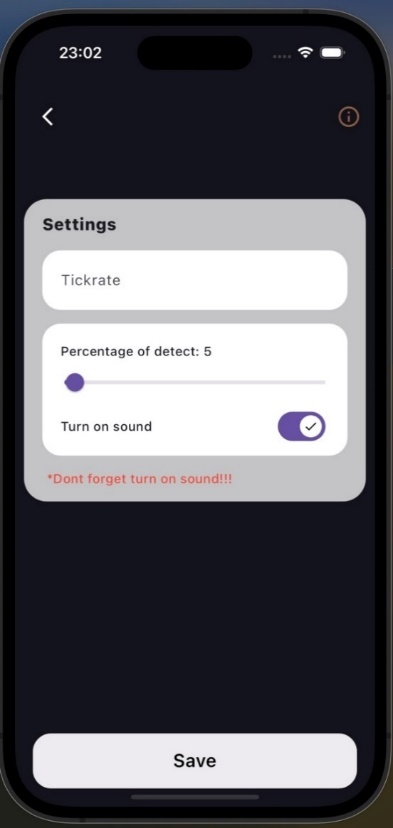 23:02
Settings
Tickrate
Percentage of detect: 5
Turn on sound
*Dont forget turn on sound!!!
Save